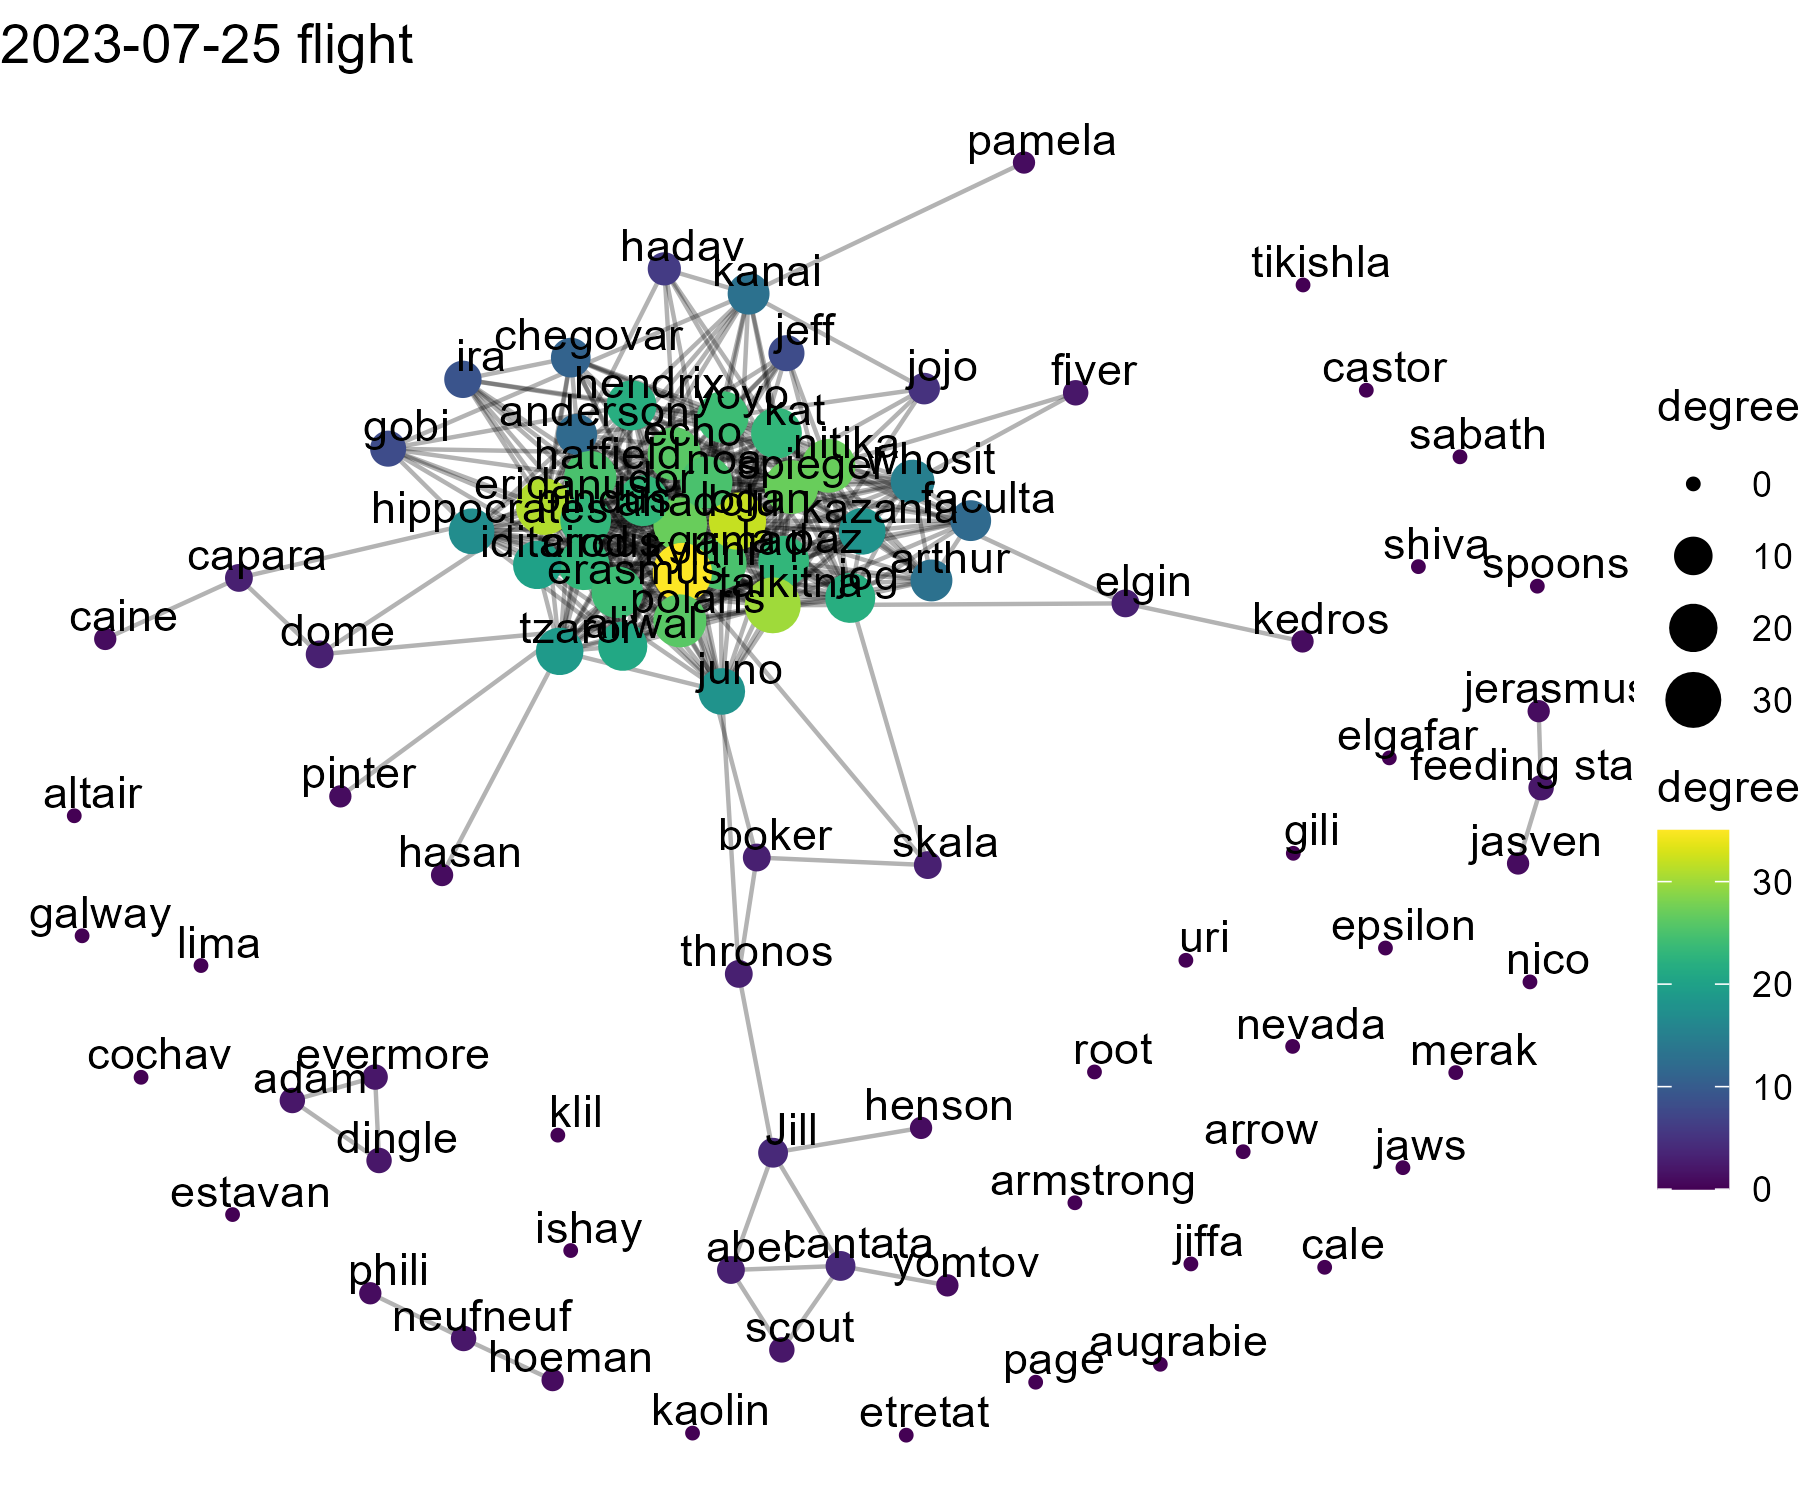 2023-07-25 flight
pamela
hadav
kanai
tikishla
chegovar
jeff
ira
jojo
fiver
castor
degree
hendrix
yoyo
kat
anderson
gobi
echo
nitika
sabath
hatfield
spiegel
whosit
0
eridanus
dor
hippocrates
kazania
faculta
capara
paz
arthur
shiva
spoons
10
erasmus
talkitna
jog
elgin
caine
dome
polaris
kedros
20
tzaror
aliwal
juno
jerasmus
30
elgafar
feeding sta
pinter
altair
degree
boker
skala
gili
jasven
hasan
30
galway
lima
thronos
uri
epsilon
nico
20
cochav
evermore
adam
root
nevada
merak
10
klil
Jill
henson
dingle
arrow
jaws
estavan
armstrong
0
ishay
abel
cantata
yomtov
jiffa
cale
phili
neufneuf
scout
hoeman
page
augrabie
kaolin
etretat